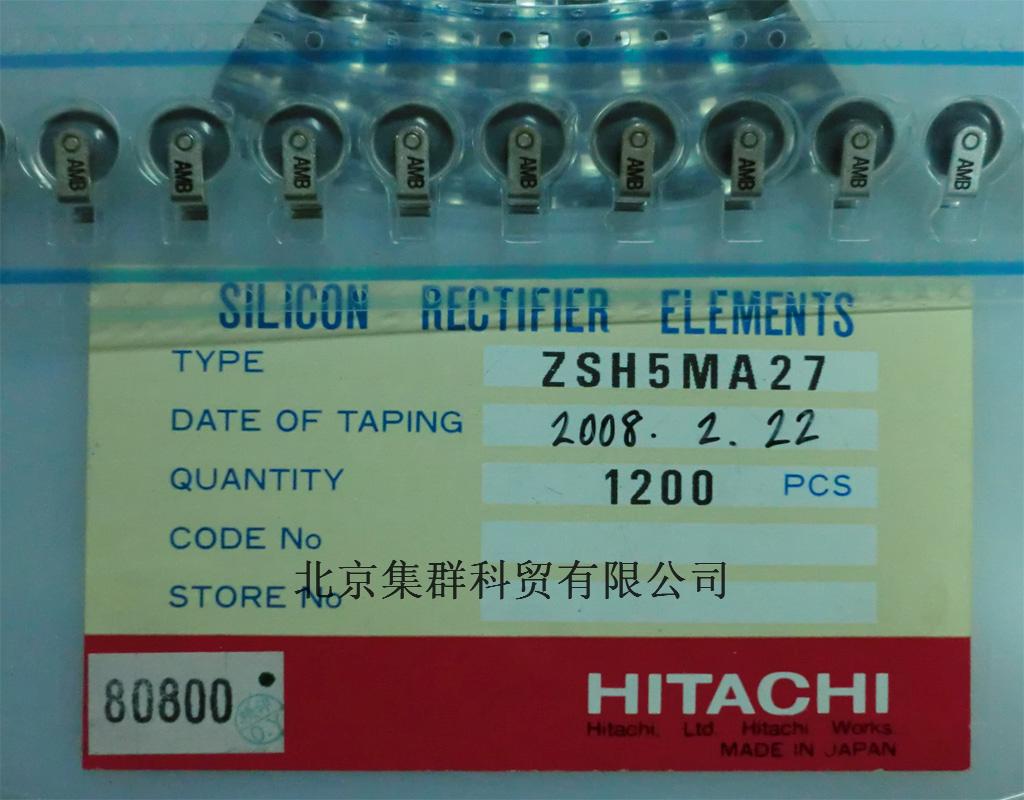 AMB AMB AMB AMB AMB AMB AMB AMB AMB
SILICON RECTIFIER ELEMENTS
TYPE ZSH5MA27
DATE OF TAPING 2008. 2. 22
QUANTITY 1200 PCS
CODE No
北京集群科贸有限公司
STORE No
80800
HITACHI
Hitachi, Ltd. Hitachi Works.
MADE IN JAPAN